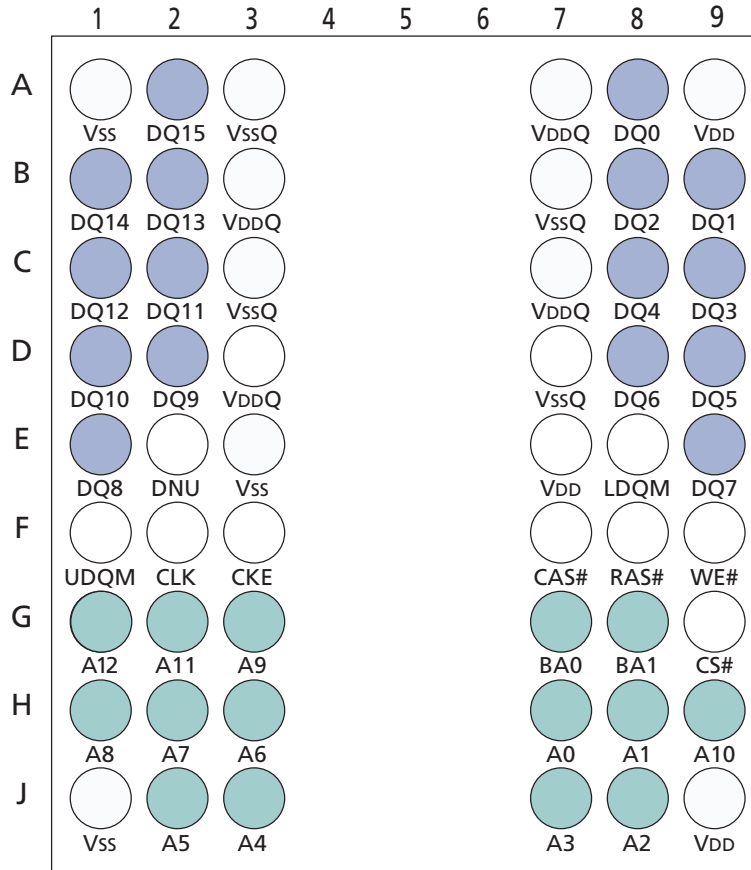 1 2 3 4 5 6 7 8 9
A
Vss DQ15 VssQ VDDQ DQ0 VDD
B
DQ14 DQ13 VDDQ VssQ DQ2 DQ1
C
DQ12 DQ11 VssQ VDDQ DQ4 DQ3
D
DQ10 DQ9 VDDQ VssQ DQ6 DQ5
E
DQ8 DNU Vss VDD LDQM DQ7
F
UDQM CLK CKE CAS# RAS# WE#
G
A12 A11 A9 BA0 BA1 CS#
H
A8 A7 A6 A0 A1 A10
J
Vss A5 A4 A3 A2 VDD